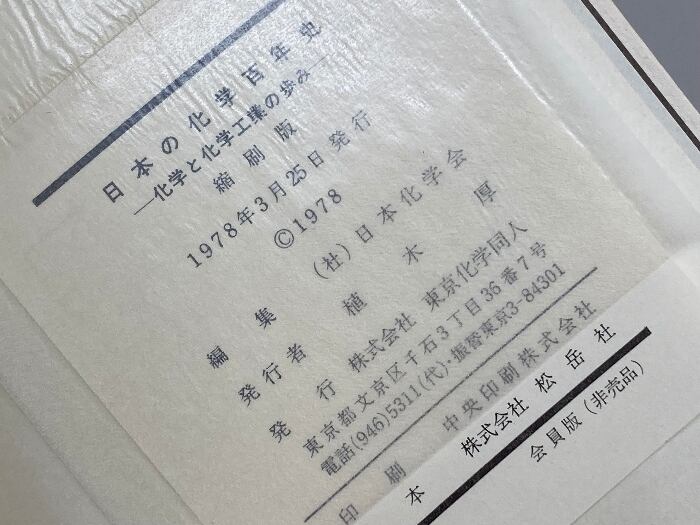 日本の化学百年史
—化学と化学工業の歩み—
縮刷版
1978年3月25日発行
©1978
編集 (社)日本化学会
発行者 植木厚
発行 株式会社 東京化学同人
東京都文京区千石3丁目36番7号
電話(946)5311(代)・振替東京3-84301
印刷 中央印刷株式会社
本 株式会社 松岳社
会員版(非売品)